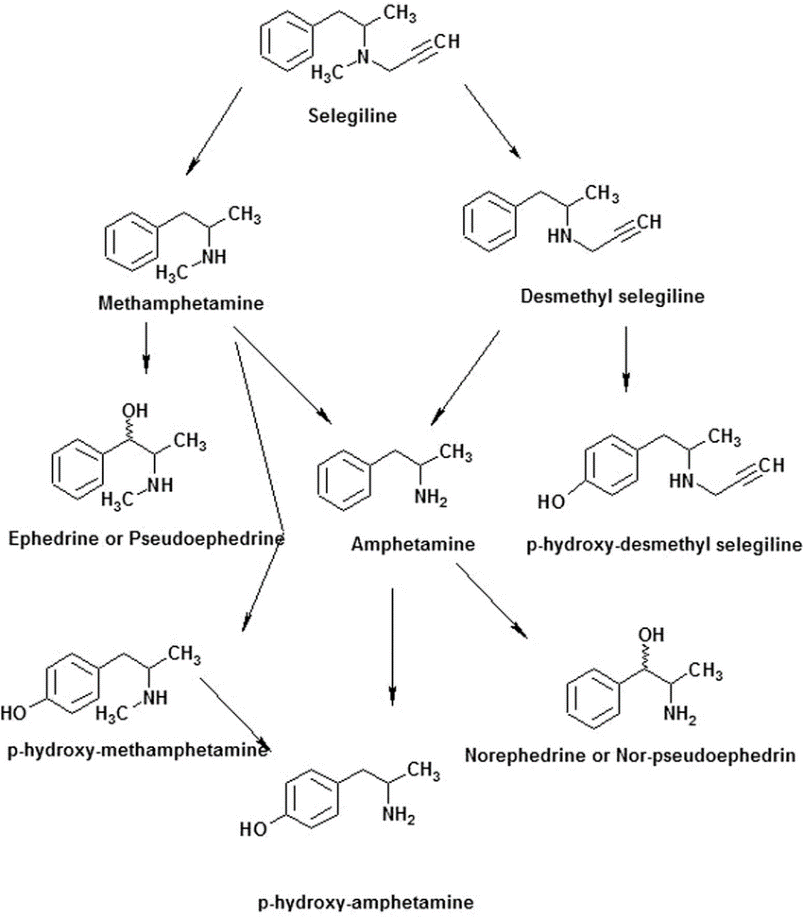 CH3
CH
N
H3C
Selegiline
CH3
NH
H3C
Methamphetamine
CH3
CH
HN
Desmethyl selegiline
OH
CH3
NH
H3C
Ephedrine or Pseudoephedrine
CH3
NH2
Amphetamine
CH3
CH
HN
HO
p-hydroxy-desmethyl selegiline
CH3
NH
HO
H3C
p-hydroxy-methamphetamine
OH
CH3
NH2
Norephedrine or Nor-pseudoephedrin
CH3
NH2
HO
p-hydroxy-amphetamine